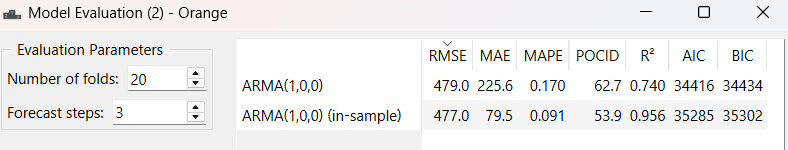 Model Evaluation (2) - Orange
Evaluation Parameters
Number of folds: 20
Forecast steps: 3
RMSE MAE MAPE POCID R² AIC BIC
ARMA(1,0,0) 479.0 225.6 0.170 62.7 0.740 34416 34434
ARMA(1,0,0) (in-sample) 477.0 79.5 0.091 53.9 0.956 35285 35302